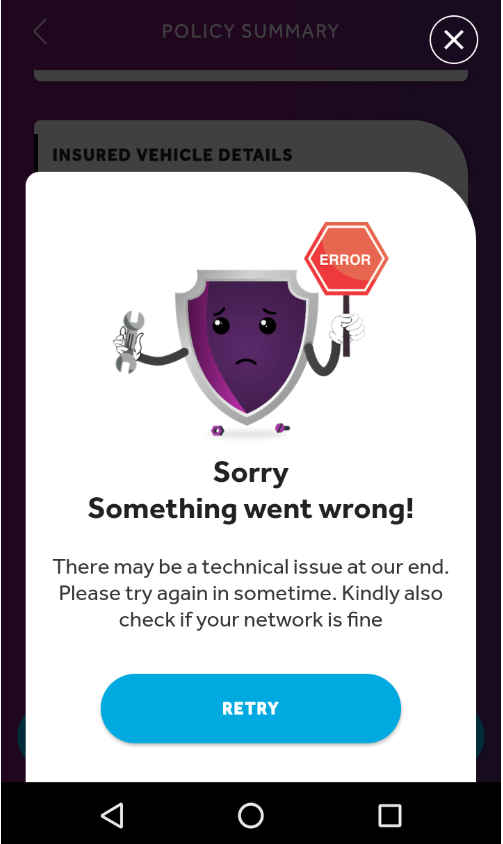 POLICY SUMMARY
INSURED VEHICLE DETAILS
ERROR
Sorry
Something went wrong!
There may be a technical issue at our end.
Please try again in sometime. Kindly also
check if your network is fine
RETRY